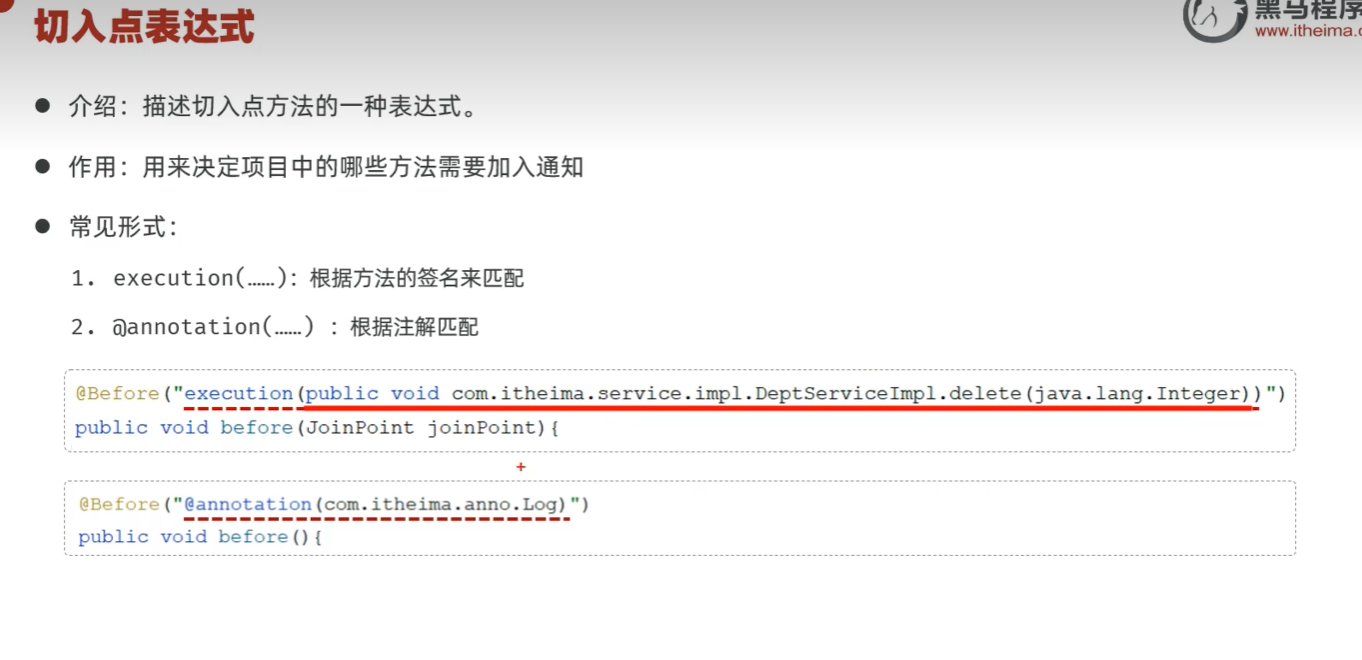 切入点表达式
黑马程序
www.itheima.c
介绍：描述切入点方法的一种表达式。
作用：用来决定项目中的哪些方法需要加入通知
常见形式：
1. execution(……)：根据方法的签名来匹配
2. @annotation(……) ：根据注解匹配
@Before("execution(public void com.itheima.service.impl.DeptServiceImpl.delete(java.lang.Integer))")
public void before(JoinPoint joinPoint){
@Before("@annotation(com.itheima.anno.Log)")
public void before(){